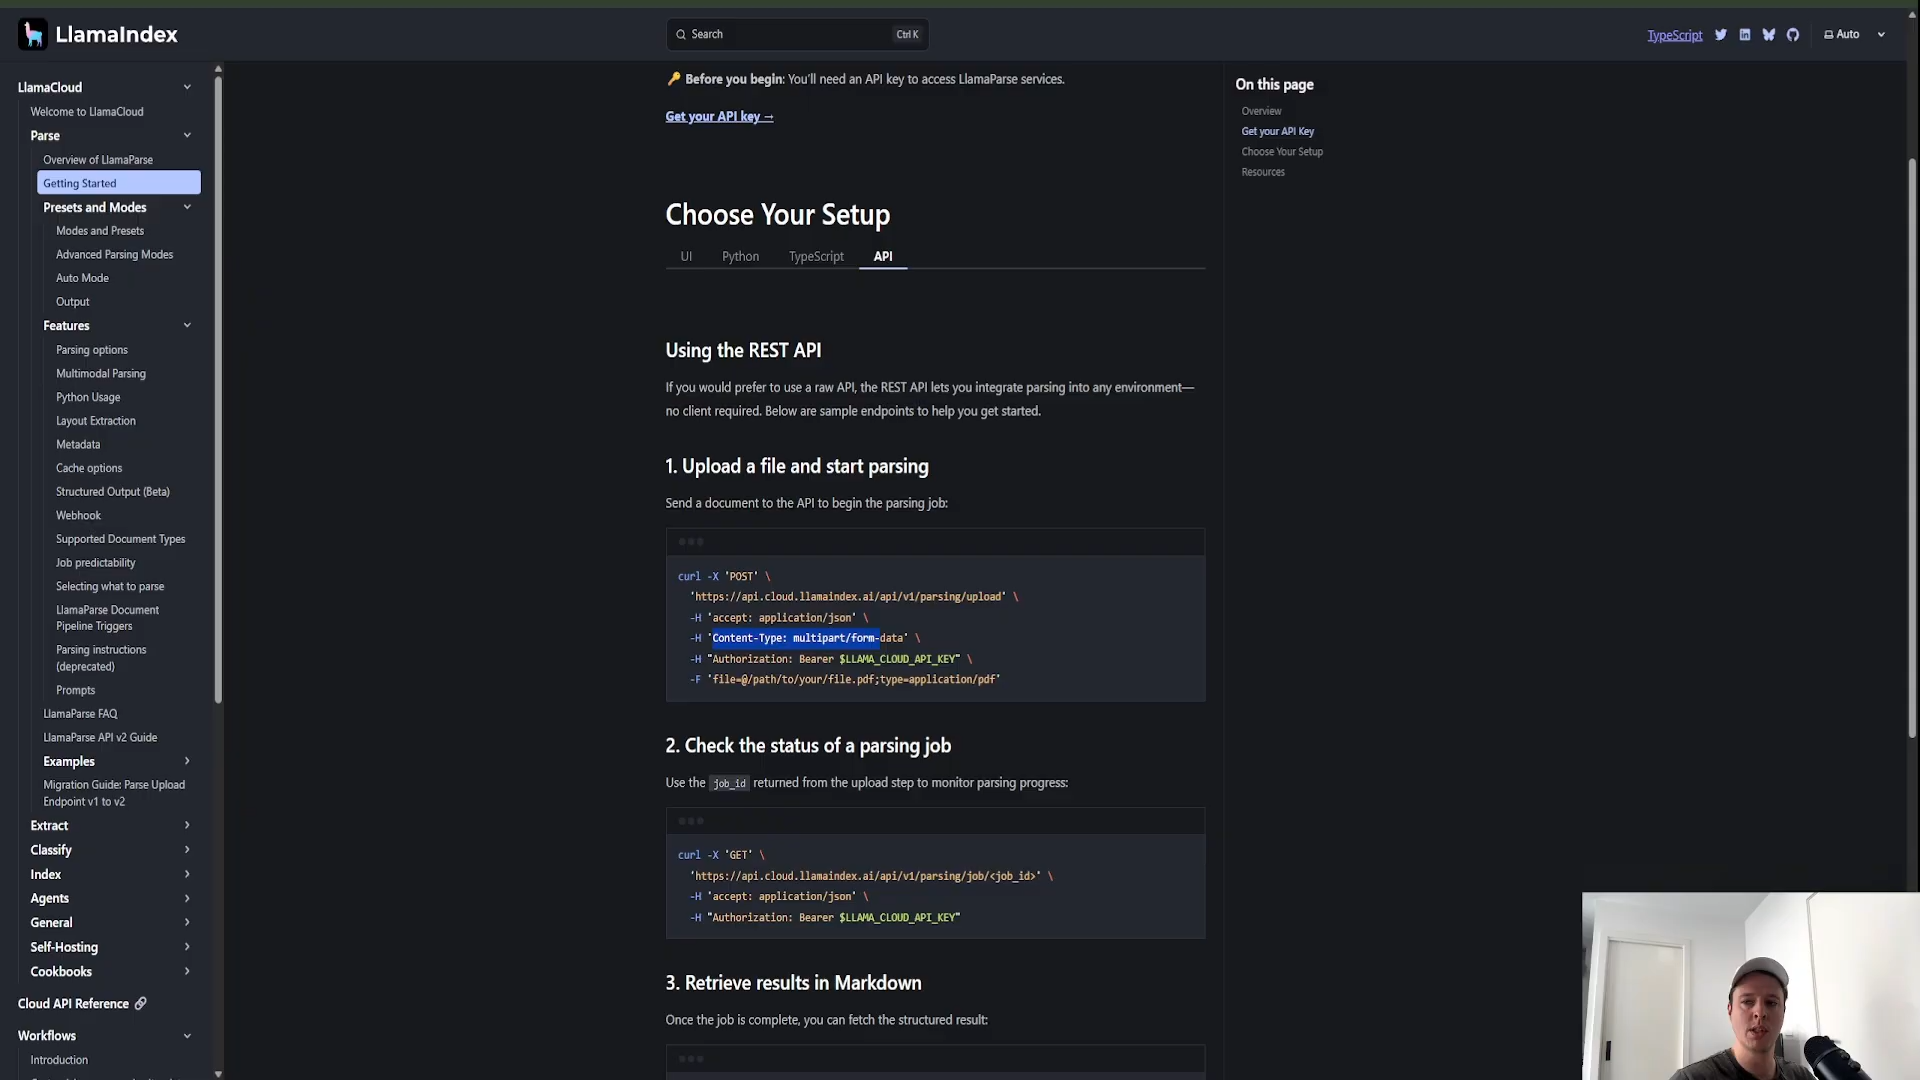 LlamaIndex
Search
Ctrl K
TypeScript
Auto
LlamaCloud
Welcome to LlamaCloud
Parse
Overview of LlamaParse
Getting Started
Presets and Modes
Modes and Presets
Advanced Parsing Modes
Auto Mode
Output
Features
Parsing options
Multimodal Parsing
Python Usage
Layout Extraction
Metadata
Cache options
Structured Output (Beta)
Webhook
Supported Document Types
Job predictability
Selecting what to parse
LlamaParse Document
Pipeline Triggers
Parsing instructions
(deprecated)
Prompts
LlamaParse FAQ
LlamaParse API v2 Guide
Examples
Migration Guide: Parse Upload
Endpoint v1 to v2
Extract
Classify
Index
Agents
General
Self-Hosting
Cookbooks
Cloud API Reference
Workflows
Introduction
🔑 Before you begin: You'll need an API key to access LlamaParse services.
Get your API key →
Choose Your Setup
UI Python TypeScript API
Using the REST API
If you would prefer to use a raw API, the REST API lets you integrate parsing into any environment—
no client required. Below are sample endpoints to help you get started.
1. Upload a file and start parsing
Send a document to the API to begin the parsing job:
curl -X 'POST' \
'https://api.cloud.llamaindex.ai/api/v1/parsing/upload' \
-H 'accept: application/json' \
-H 'Content-Type: multipart/form-data' \
-H "Authorization: Bearer $LLAMA_CLOUD_API_KEY" \
-F 'file=@/path/to/your/file.pdf;type=application/pdf'
2. Check the status of a parsing job
Use the job_id returned from the upload step to monitor parsing progress:
curl -X 'GET' \
'https://api.cloud.llamaindex.ai/api/v1/parsing/job/<job_id>' \
-H 'accept: application/json' \
-H "Authorization: Bearer $LLAMA_CLOUD_API_KEY"
3. Retrieve results in Markdown
Once the job is complete, you can fetch the structured result:
On this page
Overview
Get your API Key
Choose Your Setup
Resources